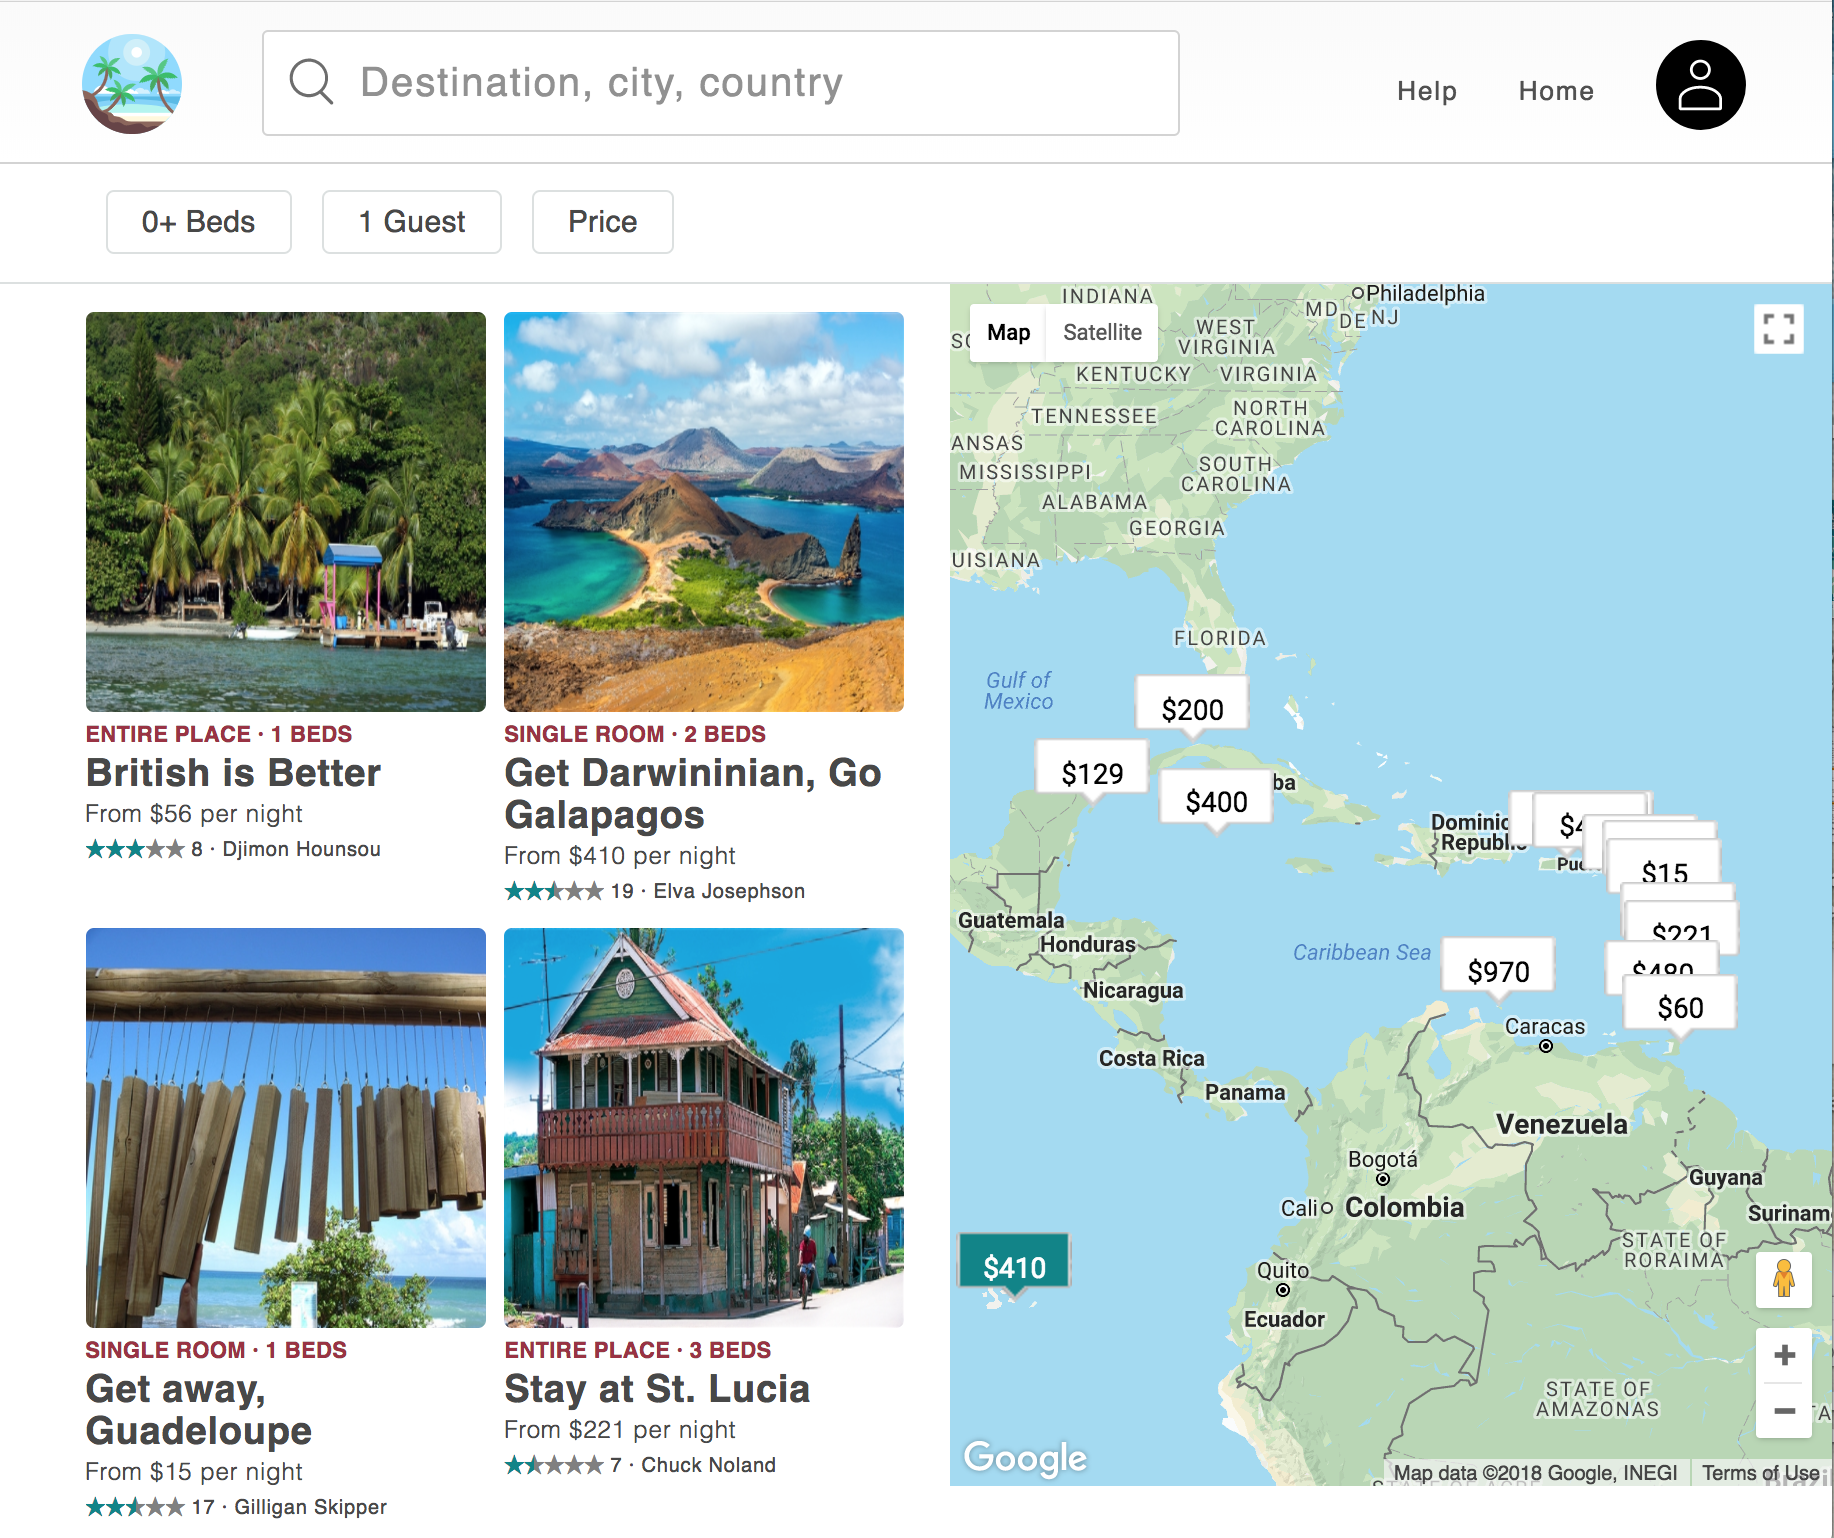 Destination, city, country
Help
Home
0+ Beds
1 Guest
Price
ENTIRE PLACE · 1 BEDS
British is Better
From $56 per night
8 · Djimon Hounsou
SINGLE ROOM · 2 BEDS
Get Darwininian, Go
Galapagos
From $410 per night
19 · Elva Josephson
SINGLE ROOM · 1 BEDS
Get away,
Guadeloupe
From $15 per night
17 · Gilligan Skipper
ENTIRE PLACE · 3 BEDS
Stay at St. Lucia
From $221 per night
7 · Chuck Noland
Map
Satellite
INDIANA
Philadelphia
MD
DE
NJ
WEST
VIRGINIA
KENTUCKY
VIRGINIA
TENNESSEE
NORTH
CAROLINA
ANSAS
MISSISSIPPI
SOUTH
CAROLINA
ALABAMA
GEORGIA
UISIANA
FLORIDA
Gulf of
Mexico
$200
$129
$400
ba
Dominic
Republic
$4
$15
$221
$480
$60
$970
Guatemala
Honduras
Caribbean Sea
Nicaragua
Caracas
Costa Rica
Panama
Venezuela
Bogotá
Guyana
Cali
Colombia
Surinam
STATE OF
RORAIMA
$410
Quito
Ecuador
STATE OF
AMAZONAS
Google
Map data ©2018 Google, INEGI
Terms of Use